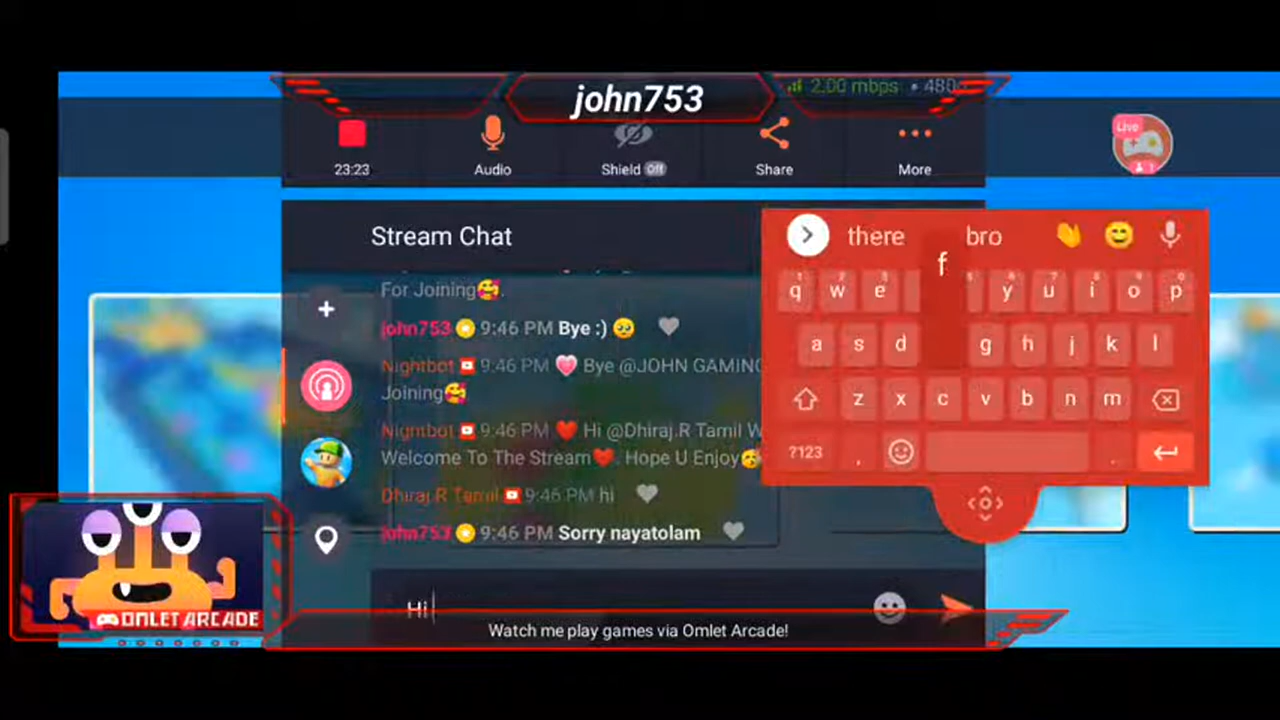 john753
2.00 mbps • 480
23:23
Audio
Shield Off
Share
More
Live
Stream Chat
For Joining🥰.
john753 9:46 PM Bye :) 🥹
Nightbot 9:46 PM 💗 Bye @JOHN GAMING
Joining🥰
Nightbot 9:46 PM ❤️ Hi @Dhiraj.R Tamil W
Welcome To The Stream❤️. Hope U Enjoy🥳
Dhiraj.R Tamil 9:46 PM hi
john753 9:46 PM Sorry nayatolam
Hi
there bro
f
q w e y u i o p
a s d g h j k l
z x c v b n m
?123 , .
OMLET ARCADE
Watch me play games via Omlet Arcade!